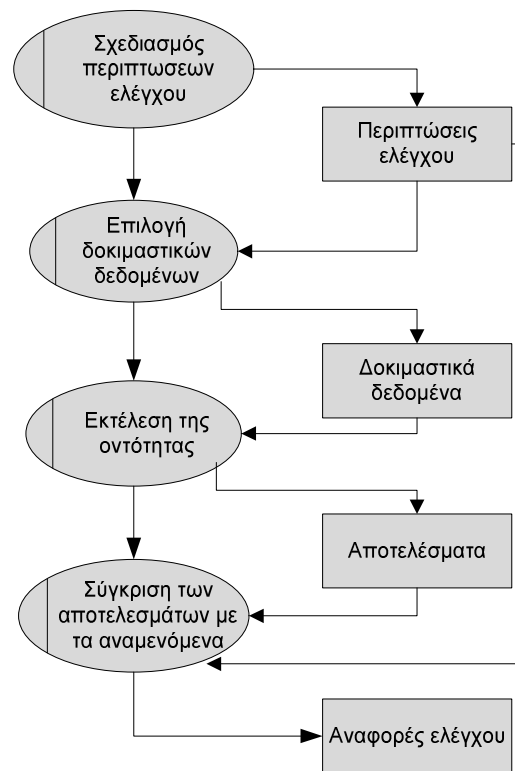 Σχεδιασμός
περιπτωσεων
ελέγχου
Περιπτώσεις
ελέγχου
Επιλογή
δοκιμαστικών
δεδομένων
Δοκιμαστικά
δεδομένα
Εκτέλεση της
οντότητας
Αποτελέσματα
Σύγκριση των
αποτελεσμάτων με
τα αναμενόμενα
Αναφορές ελέγχου